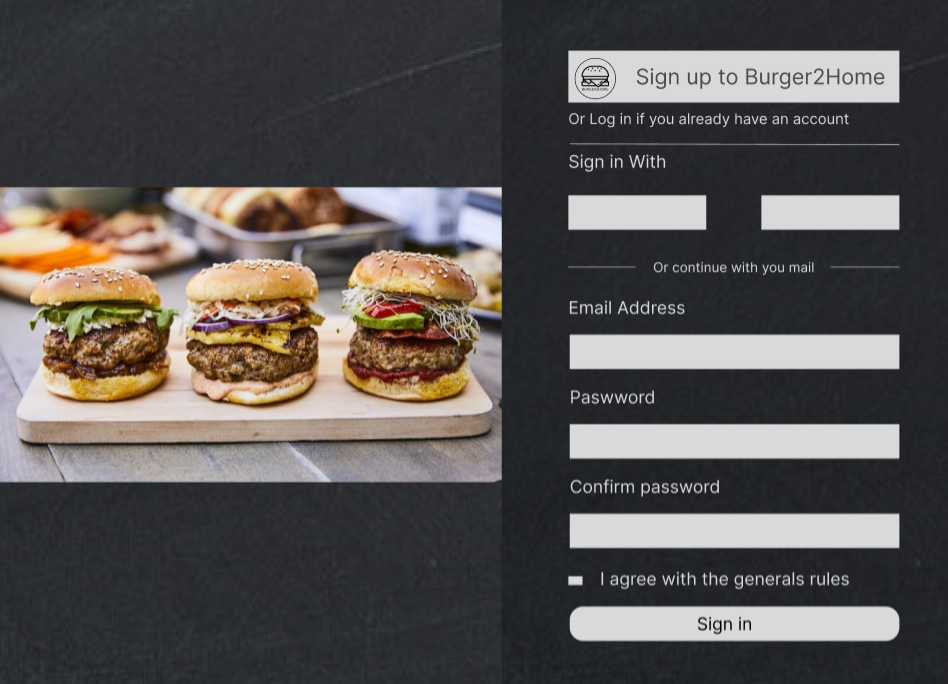 Sign up to Burger2Home
Or Log in if you already have an account
Sign in With
Or continue with you mail
Email Address
Paswword
Confirm password
I agree with the generals rules
Sign in